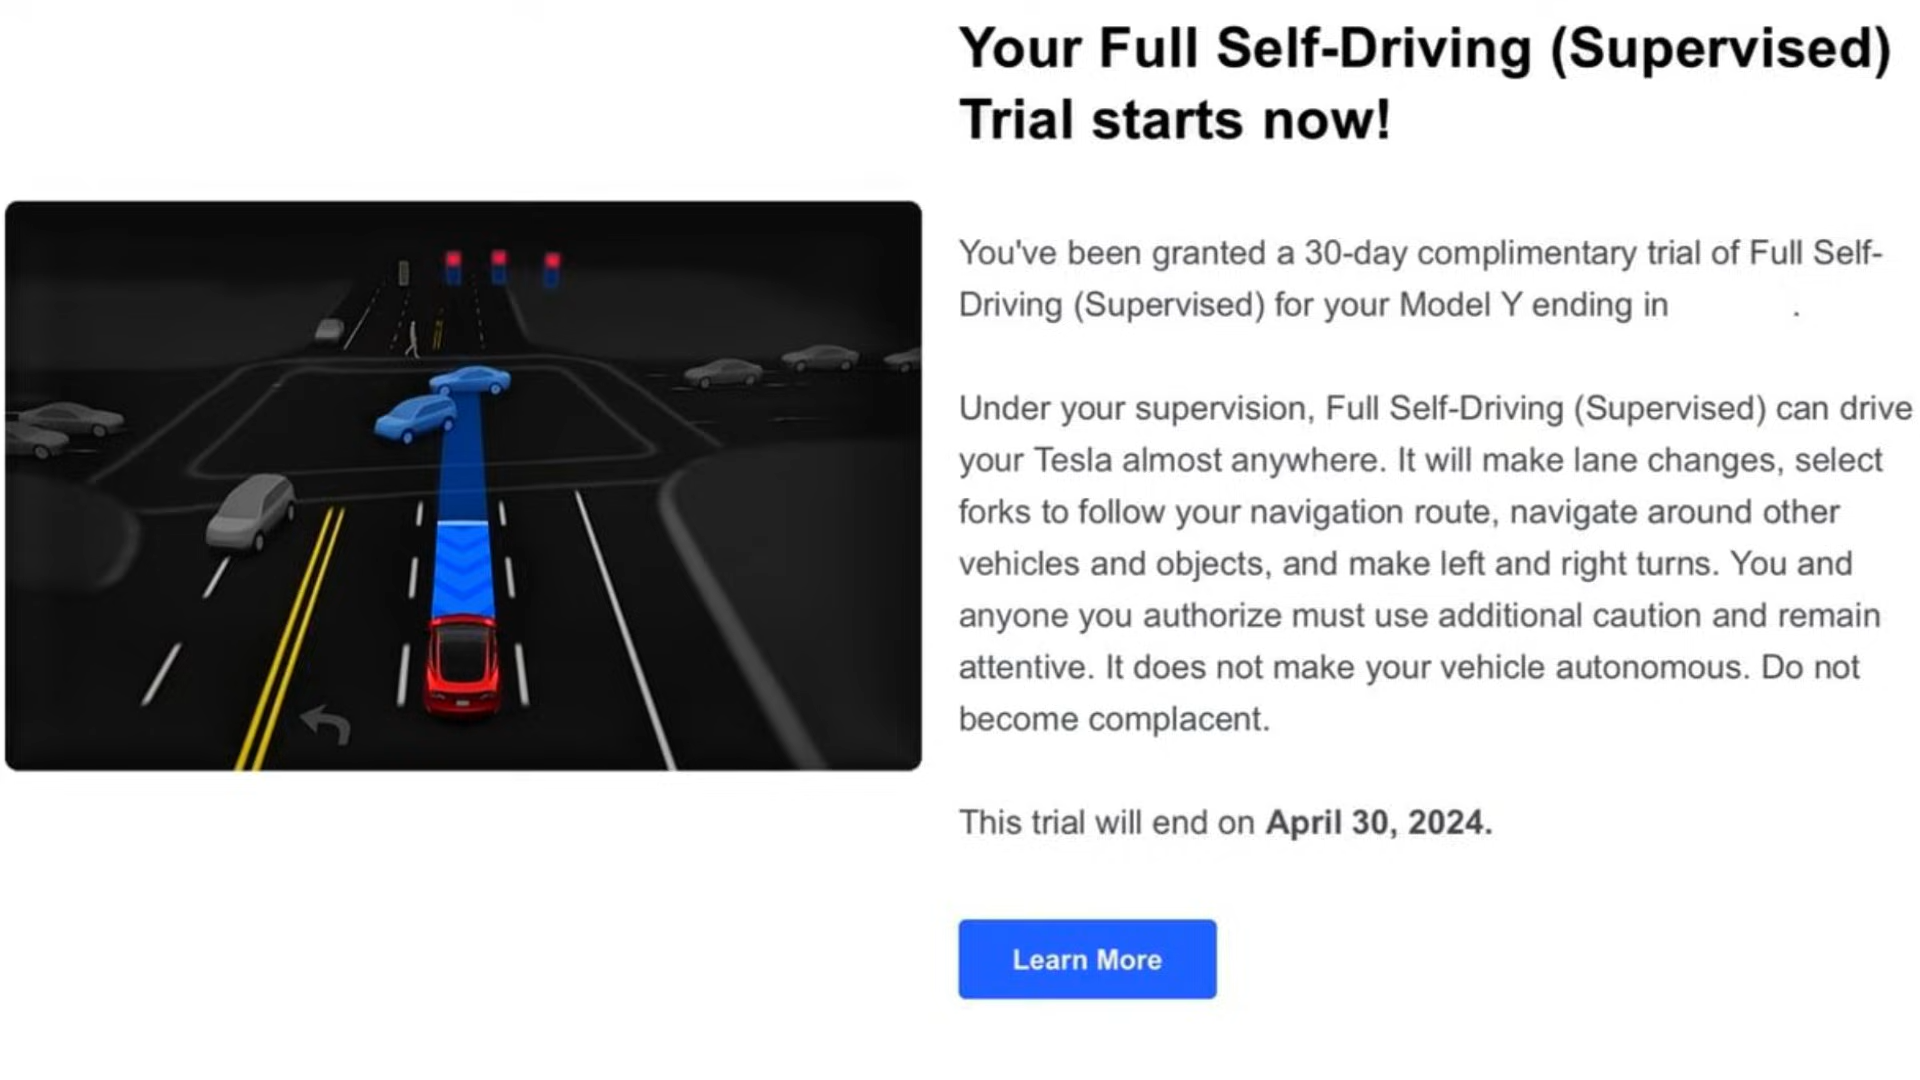 Your Full Self-Driving (Supervised)
Trial starts now!
You've been granted a 30-day complimentary trial of Full Self-
Driving (Supervised) for your Model Y ending in .
Under your supervision, Full Self-Driving (Supervised) can drive
your Tesla almost anywhere. It will make lane changes, select
forks to follow your navigation route, navigate around other
vehicles and objects, and make left and right turns. You and
anyone you authorize must use additional caution and remain
attentive. It does not make your vehicle autonomous. Do not
become complacent.
This trial will end on April 30, 2024.
Learn More